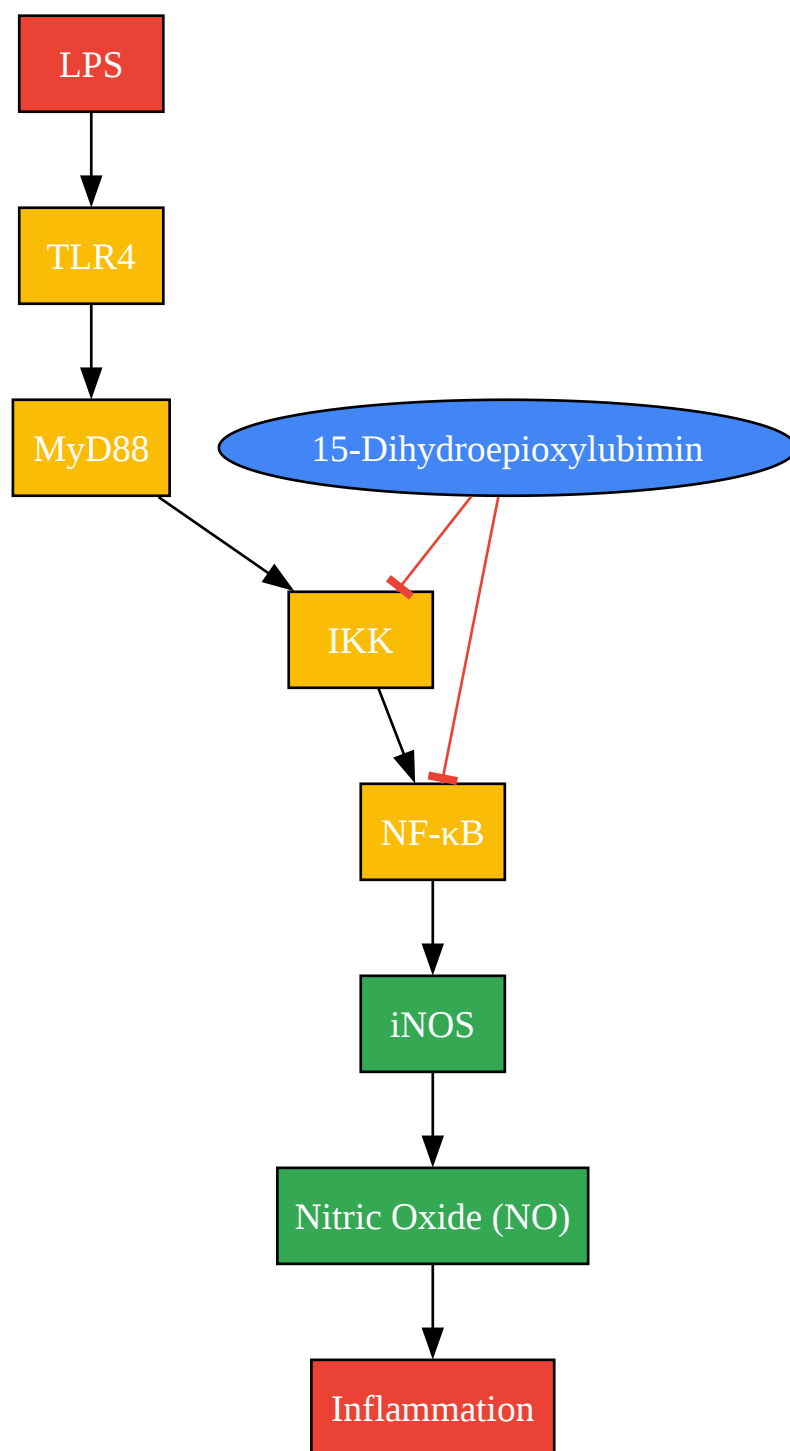 LPS
TLR4
MyD88
15-Dihydroepioxylubimin
IKK
NF-κB
iNOS
Nitric Oxide (NO)
Inflammation